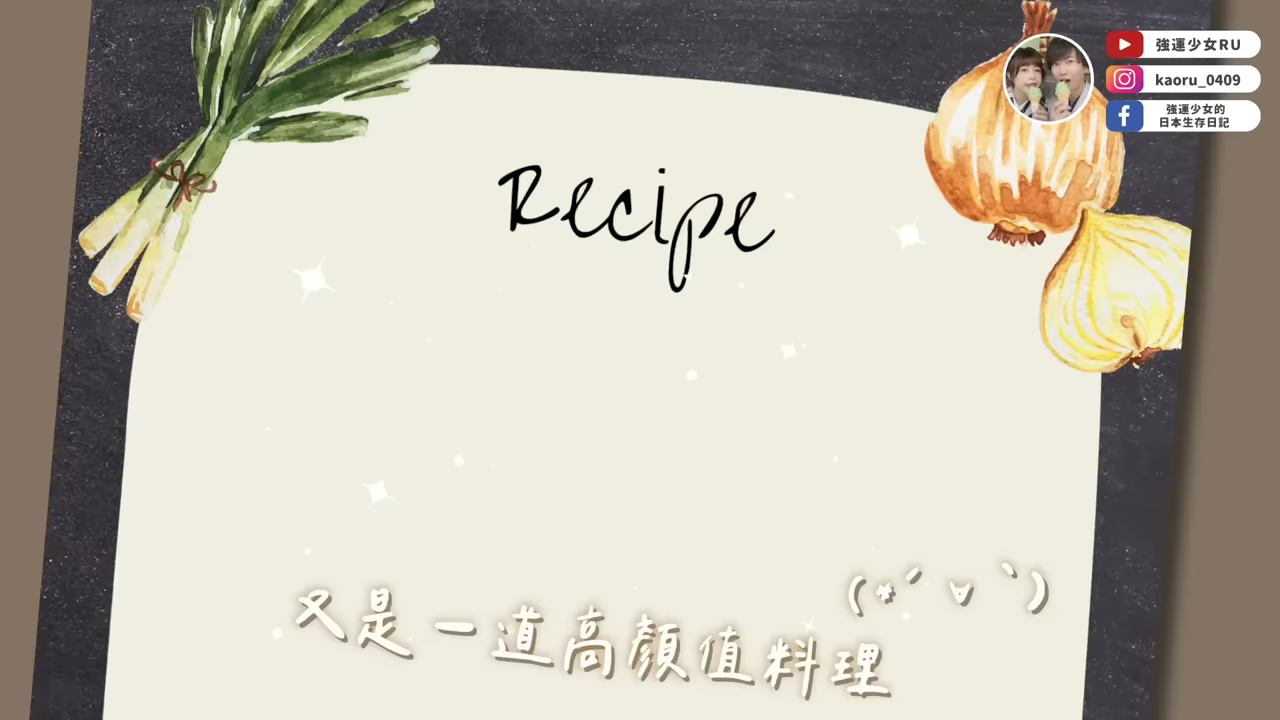 強運少女RU
kaoru_0409
強運少女的
日本生存日記
Recipe
(*´ ᵕ `)
又是一道高顏值料理